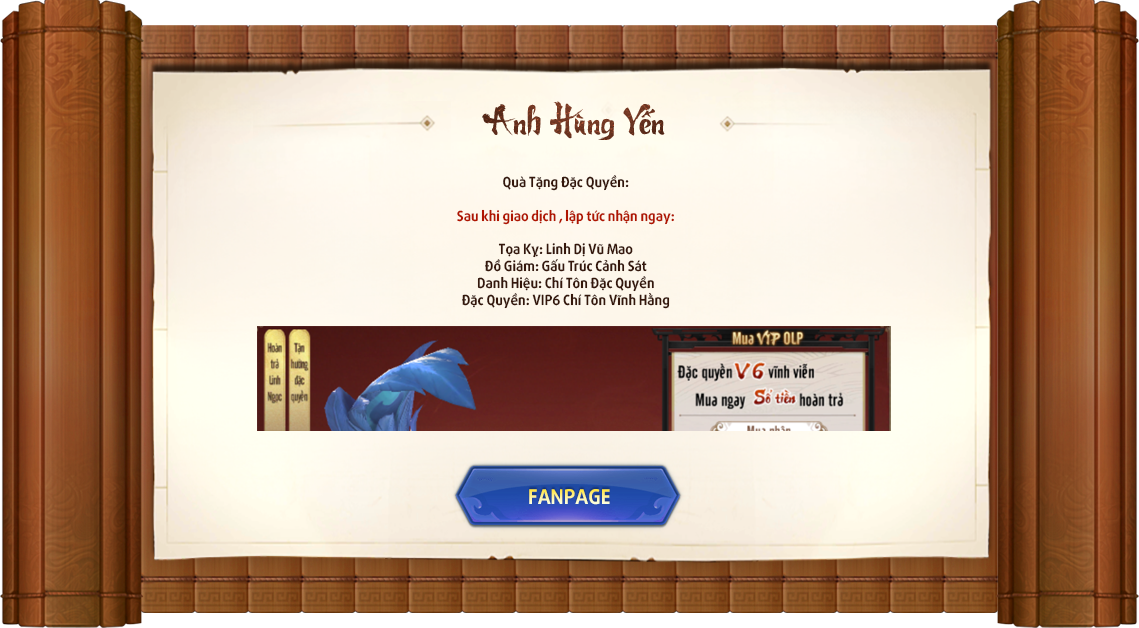 Anh Hùng Yến
Quà Tặng Đặc Quyền:
Sau khi giao dịch , lập tức nhận ngay:
Tọa Kỵ: Linh Dị Vũ Mao
Đồ Giám: Gấu Trúc Cảnh Sát
Danh Hiệu: Chí Tôn Đặc Quyền
Đặc Quyền: VIP6 Chí Tôn Vĩnh Hằng
Hoàn trả Linh Ngọc
Tận hưởng đặc quyền
Mua VIP OLP
Đặc quyền V6 vĩnh viễn
Mua ngay Số tiền hoàn trả
Mua nhận
FANPAGE